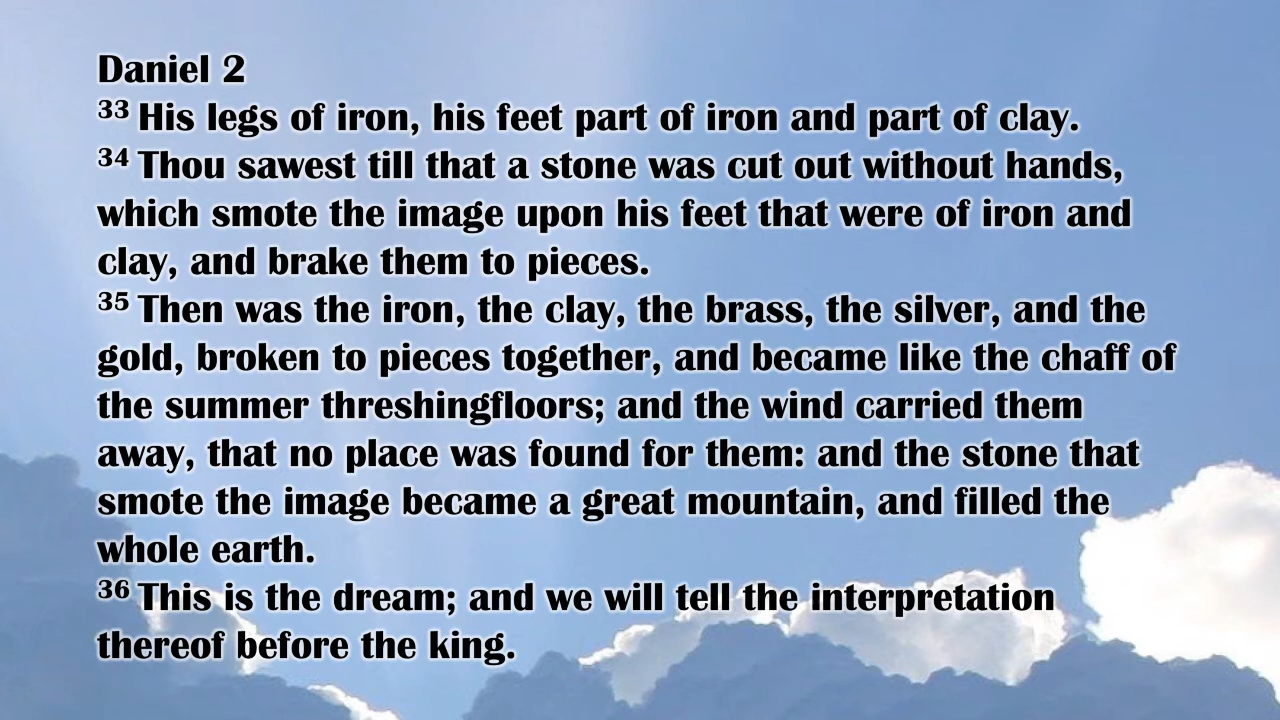 Daniel 2
33 His legs of iron, his feet part of iron and part of clay.
34 Thou sawest till that a stone was cut out without hands,
which smote the image upon his feet that were of iron and
clay, and brake them to pieces.
35 Then was the iron, the clay, the brass, the silver, and the
gold, broken to pieces together, and became like the chaff of
the summer threshingfloors; and the wind carried them
away, that no place was found for them: and the stone that
smote the image became a great mountain, and filled the
whole earth.
36 This is the dream; and we will tell the interpretation
thereof before the king.